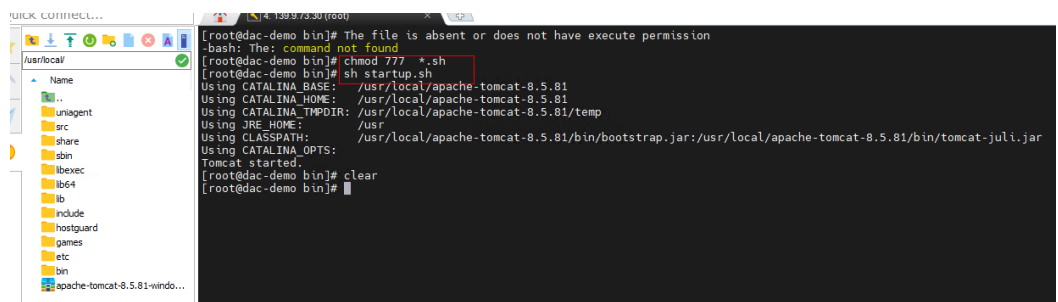 Quick connect...
4. 139.9.73.30 (root)
/usr/local/
Name
..
uniagent
src
share
sbin
libexec
lib64
lib
include
hostguard
games
etc
bin
apache-tomcat-8.5.81-windo...
[root@dac-demo bin]# The file is absent or does not have execute permission
-bash: The: command not found
[root@dac-demo bin]# chmod 777  *.sh
[root@dac-demo bin]# sh startup.sh
Using CATALINA_BASE:   /usr/local/apache-tomcat-8.5.81
Using CATALINA_HOME:   /usr/local/apache-tomcat-8.5.81
Using CATALINA_TMPDIR: /usr/local/apache-tomcat-8.5.81/temp
Using JRE_HOME:        /usr
Using CLASSPATH:       /usr/local/apache-tomcat-8.5.81/bin/bootstrap.jar:/usr/local/apache-tomcat-8.5.81/bin/tomcat-juli.jar
Using CATALINA_OPTS:
Tomcat started.
[root@dac-demo bin]# clear
[root@dac-demo bin]#